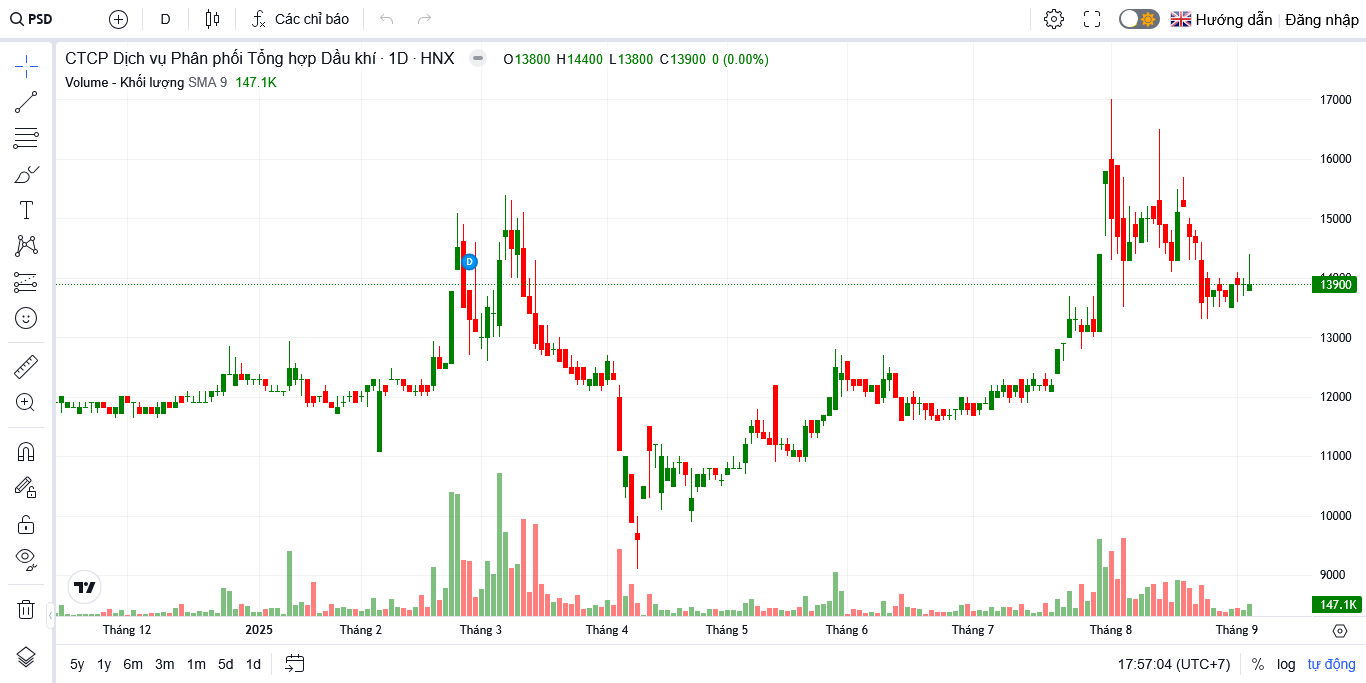 PSD D Các chỉ báo Hướng dẫn Đăng nhập
CTCP Dịch vụ Phân phối Tổng hợp Dầu khí · 1D · HNX O13800 H14400 L13800 C13900 0 (0.00%)
Volume - Khối lượng SMA 9 147.1K
17000
16000
15000
D
14000
13900
13000
12000
11000
10000
9000
147.1K
Tháng 12 2025 Tháng 2 Tháng 3 Tháng 4 Tháng 5 Tháng 6 Tháng 7 Tháng 8 Tháng 9
5y 1y 6m 3m 1m 5d 1d 17:57:04 (UTC+7) % log tự động